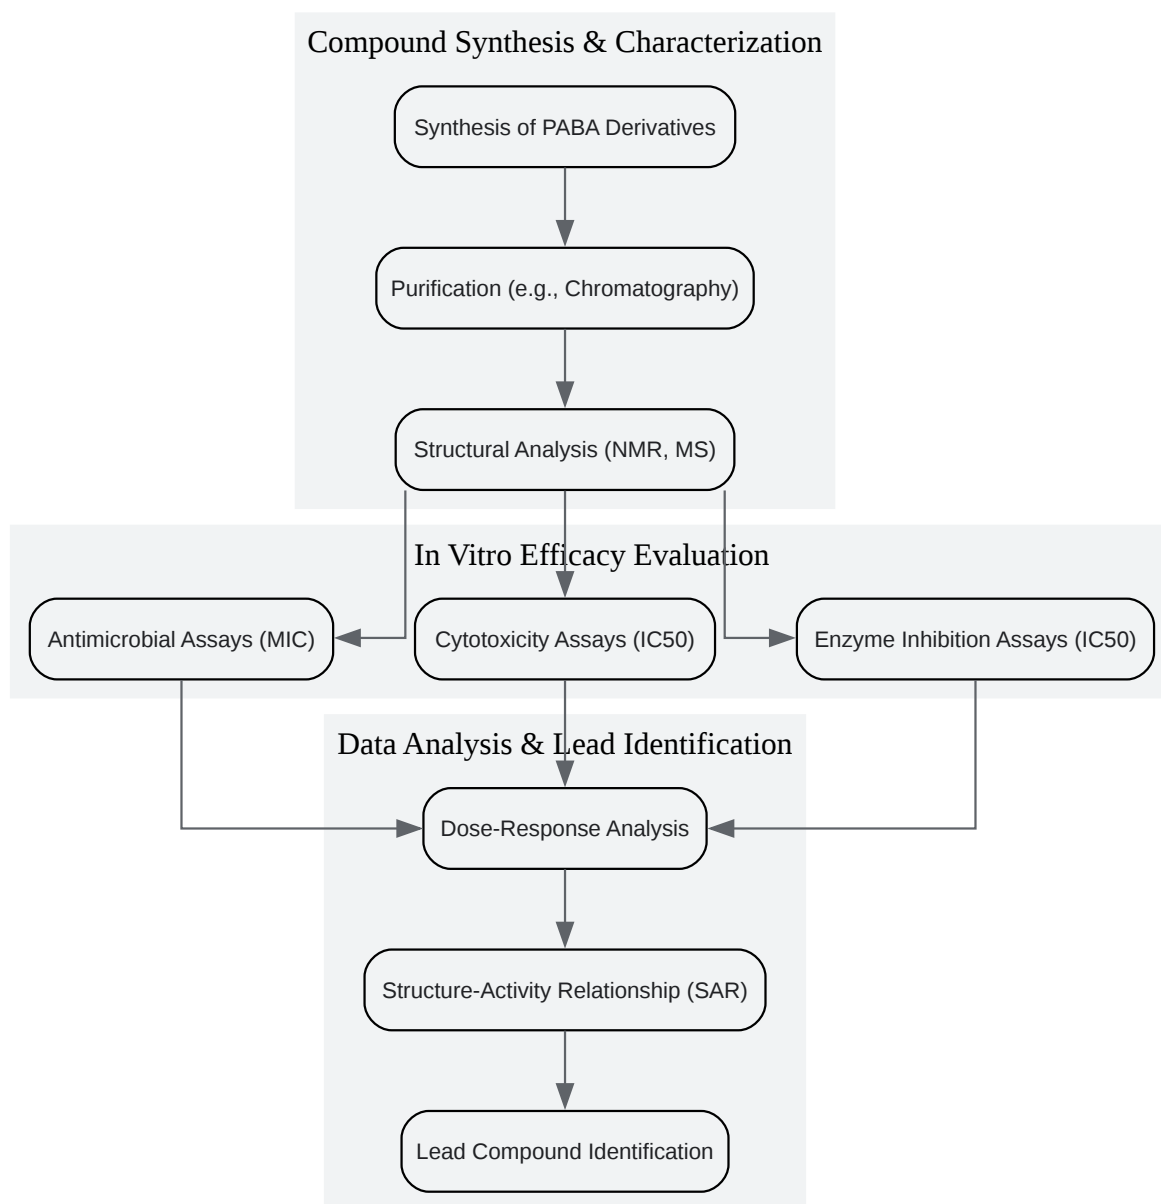 Compound Synthesis & Characterization
Synthesis of PABA Derivatives
Purification (e.g., Chromatography)
Structural Analysis (NMR, MS)
In Vitro Efficacy Evaluation
Antimicrobial Assays (MIC)
Cytotoxicity Assays (IC50)
Enzyme Inhibition Assays (IC50)
Data Analysis & Lead Identification
Dose-Response Analysis
Structure-Activity Relationship (SAR)
Lead Compound Identification